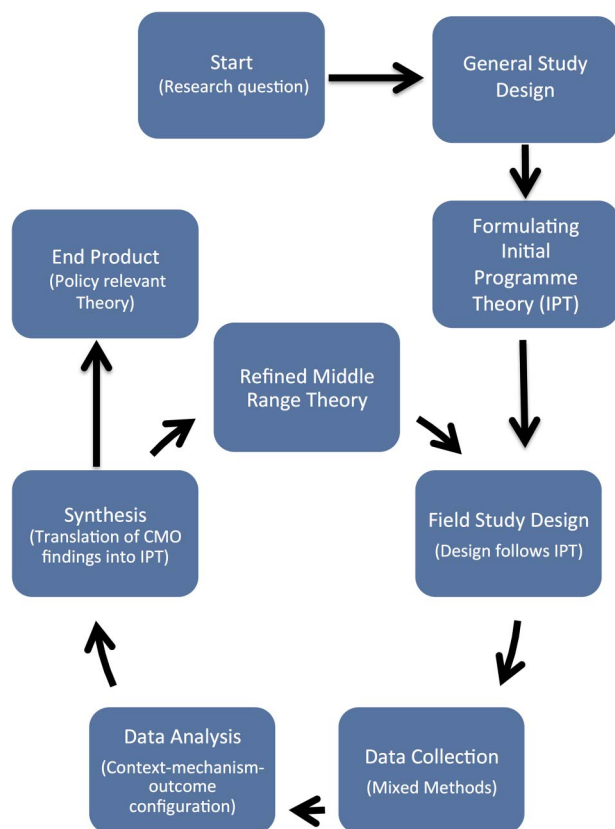 Start
(Research question)
General Study
Design
Formulating
Initial
Programme
Theory (IPT)
End Product
(Policy relevant
Theory)
Refined Middle
Range Theory
Synthesis
(Translation of CMO
findings into IPT)
Field Study Design
(Design follows IPT)
Data Analysis
(Context-mechanism-
outcome
configuration)
Data Collection
(Mixed Methods)